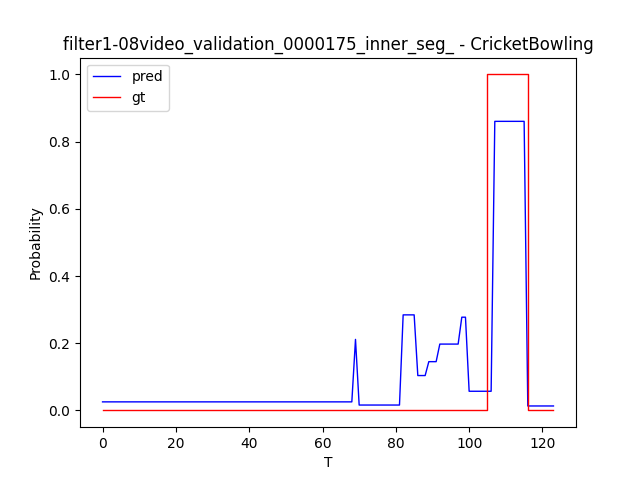 filter1-08video_validation_0000175_inner_seg_ - CricketBowling
pred
gt
1.0
0.8
0.6
0.4
0.2
0.0
Probability
0 20 40 60 80 100 120
T